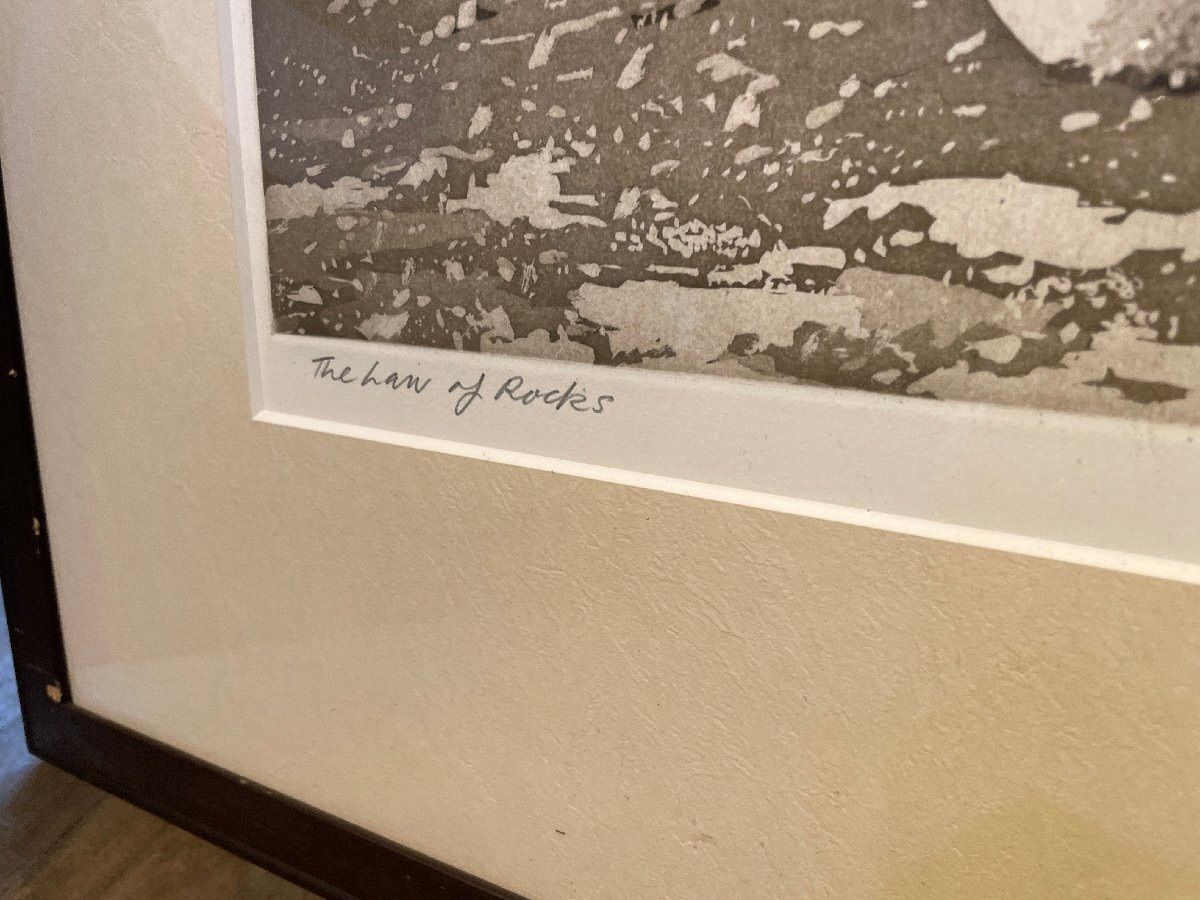 The Law of Rocks